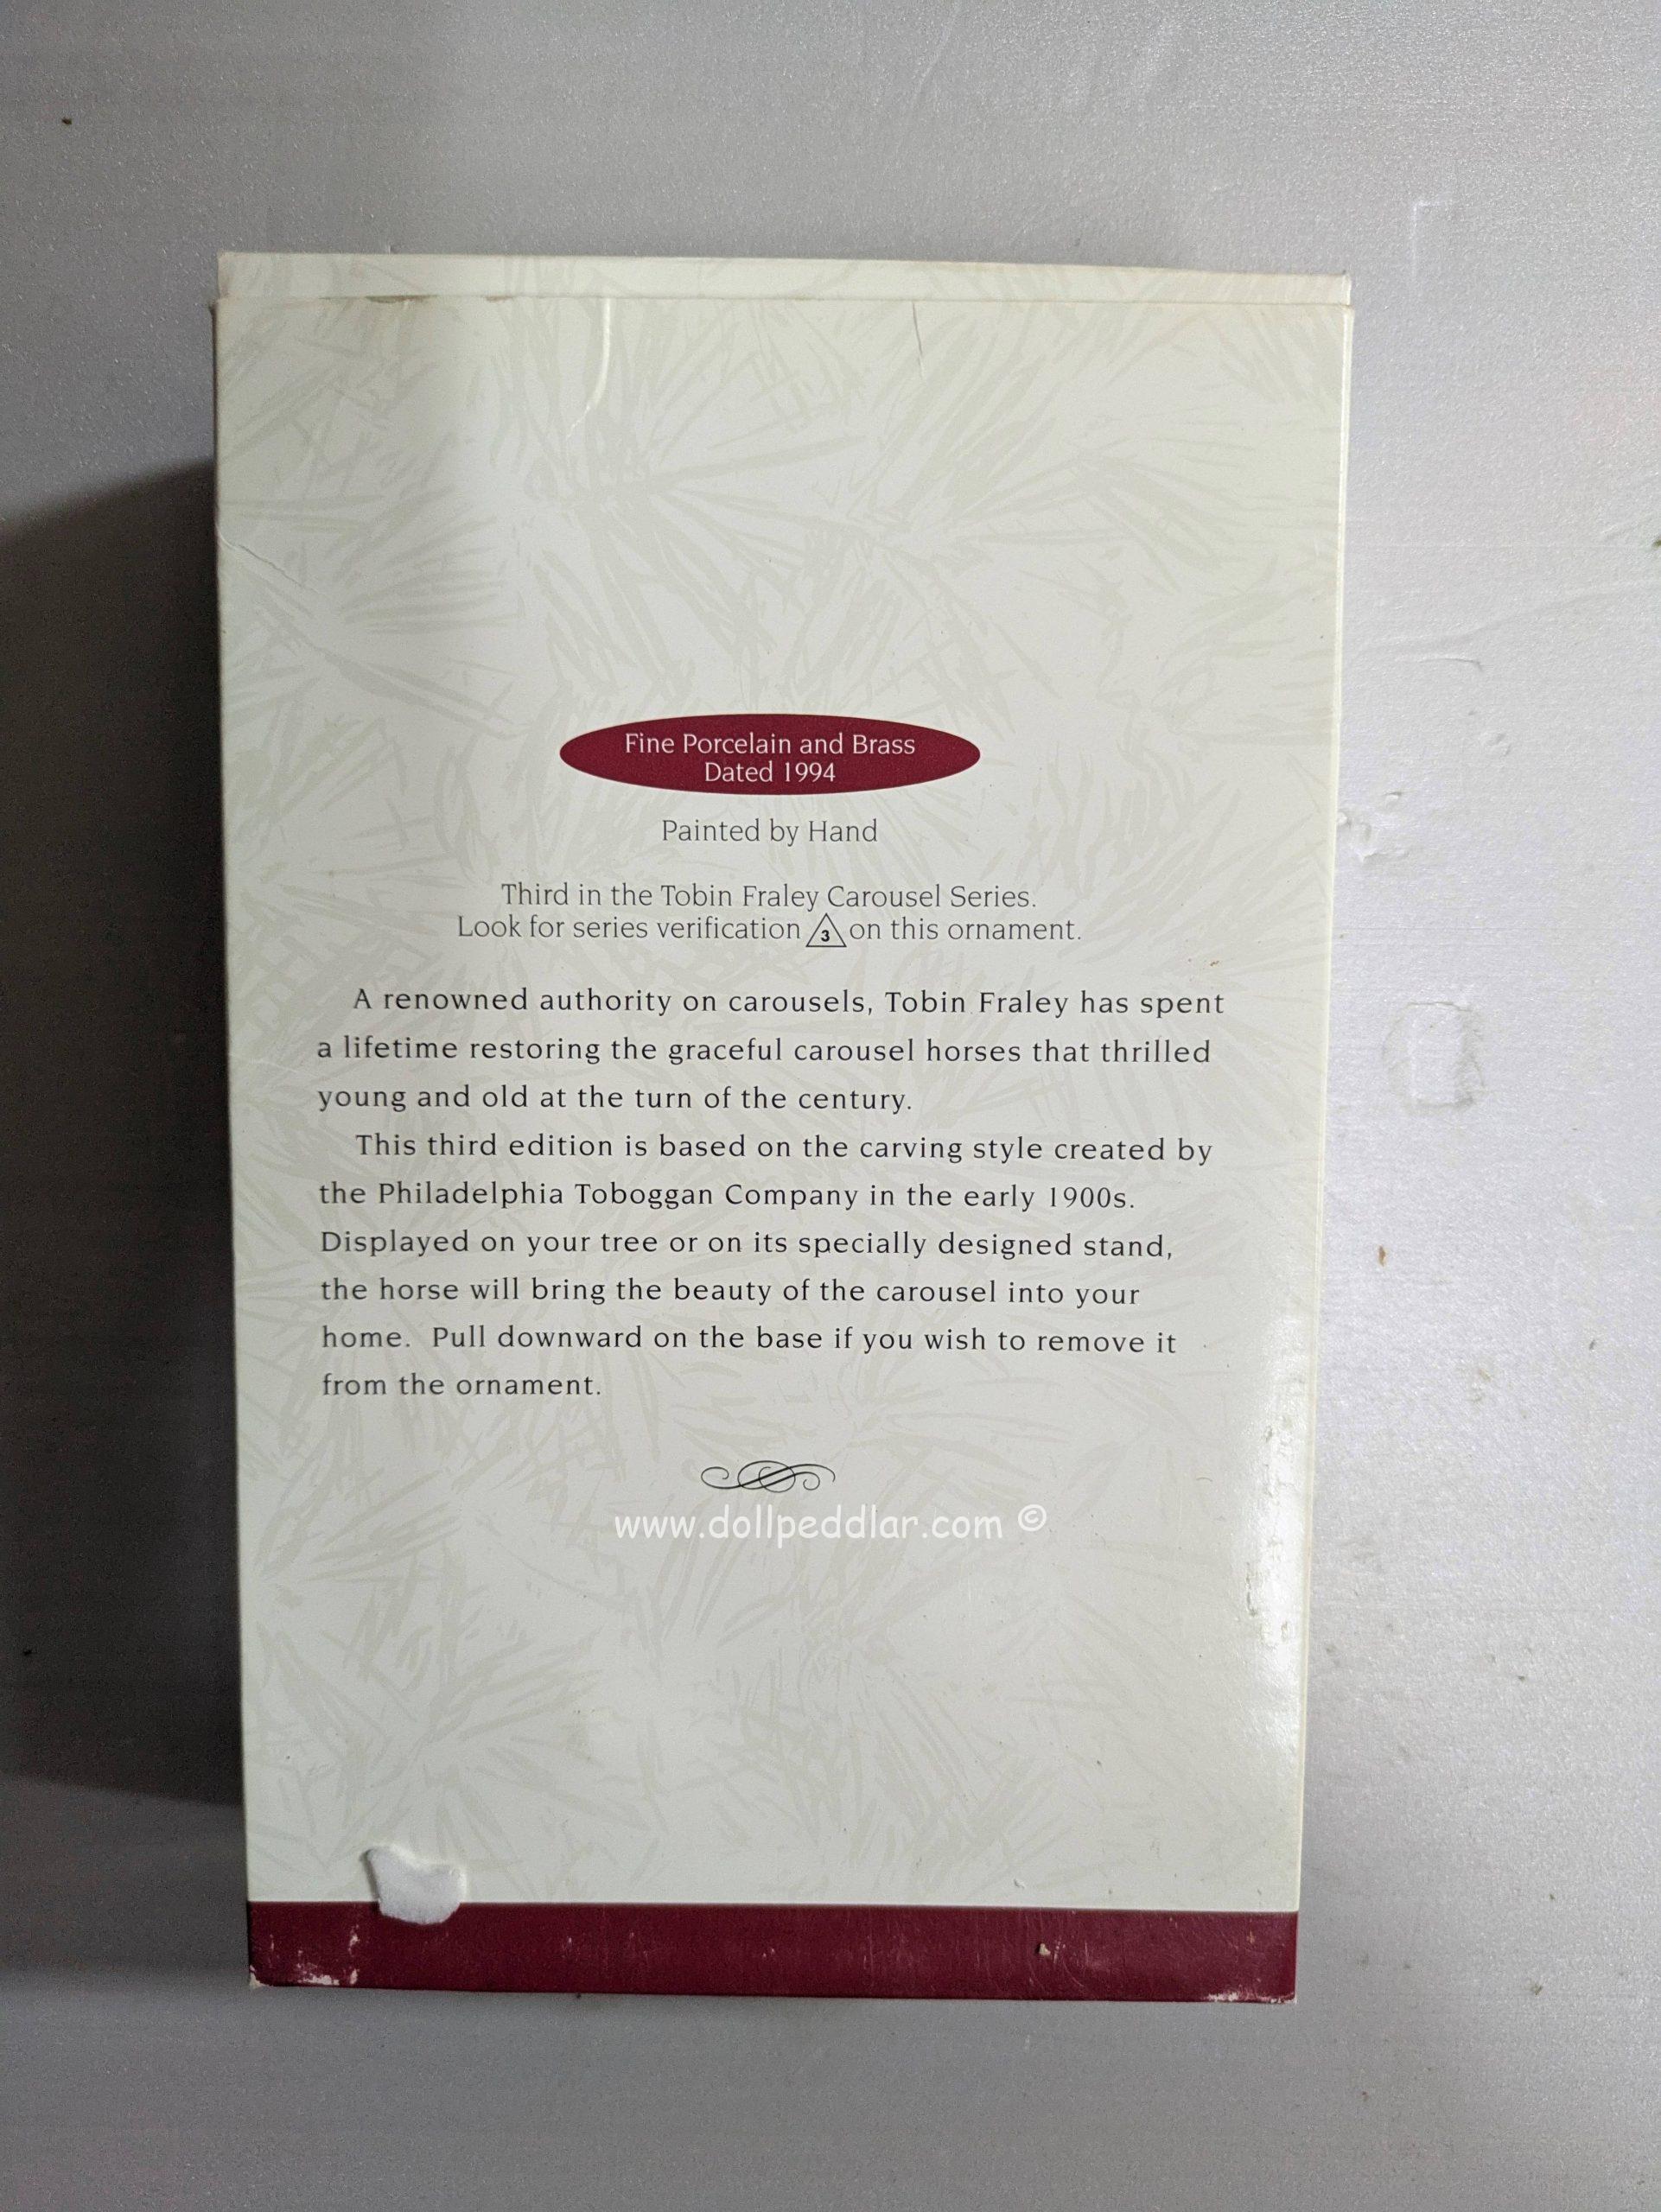 Fine Porcelain and Brass
Dated 1994
Painted by Hand
Third in the Tobin Fraley Carousel Series.
Look for series verification 3 on this ornament.
A renowned authority on carousels, Tobin Fraley has spent
a lifetime restoring the graceful carousel horses that thrilled
young and old at the turn of the century.
This third edition is based on the carving style created by
the Philadelphia Toboggan Company in the early 1900s.
Displayed on your tree or on its specially designed stand,
the horse will bring the beauty of the carousel into your
home. Pull downward on the base if you wish to remove it
from the ornament.
www.dollpeddlar.com ©